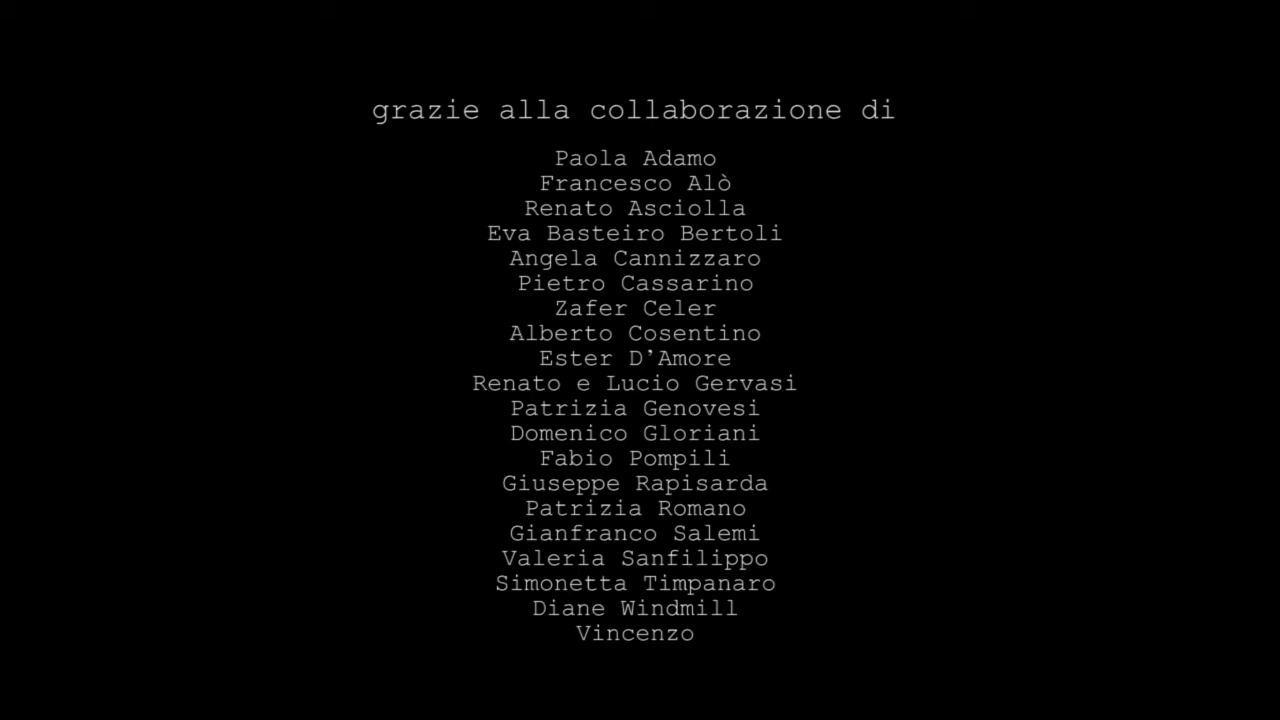 grazie alla collaborazione di
Paola Adamo
Francesco Alò
Renato Asciolla
Eva Basteiro Bertoli
Angela Cannizzaro
Pietro Cassarino
Zafer Celer
Alberto Cosentino
Ester D’Amore
Renato e Lucio Gervasi
Patrizia Genovesi
Domenico Gloriani
Fabio Pompili
Giuseppe Rapisarda
Patrizia Romano
Gianfranco Salemi
Valeria Sanfilippo
Simonetta Timpanaro
Diane Windmill
Vincenzo